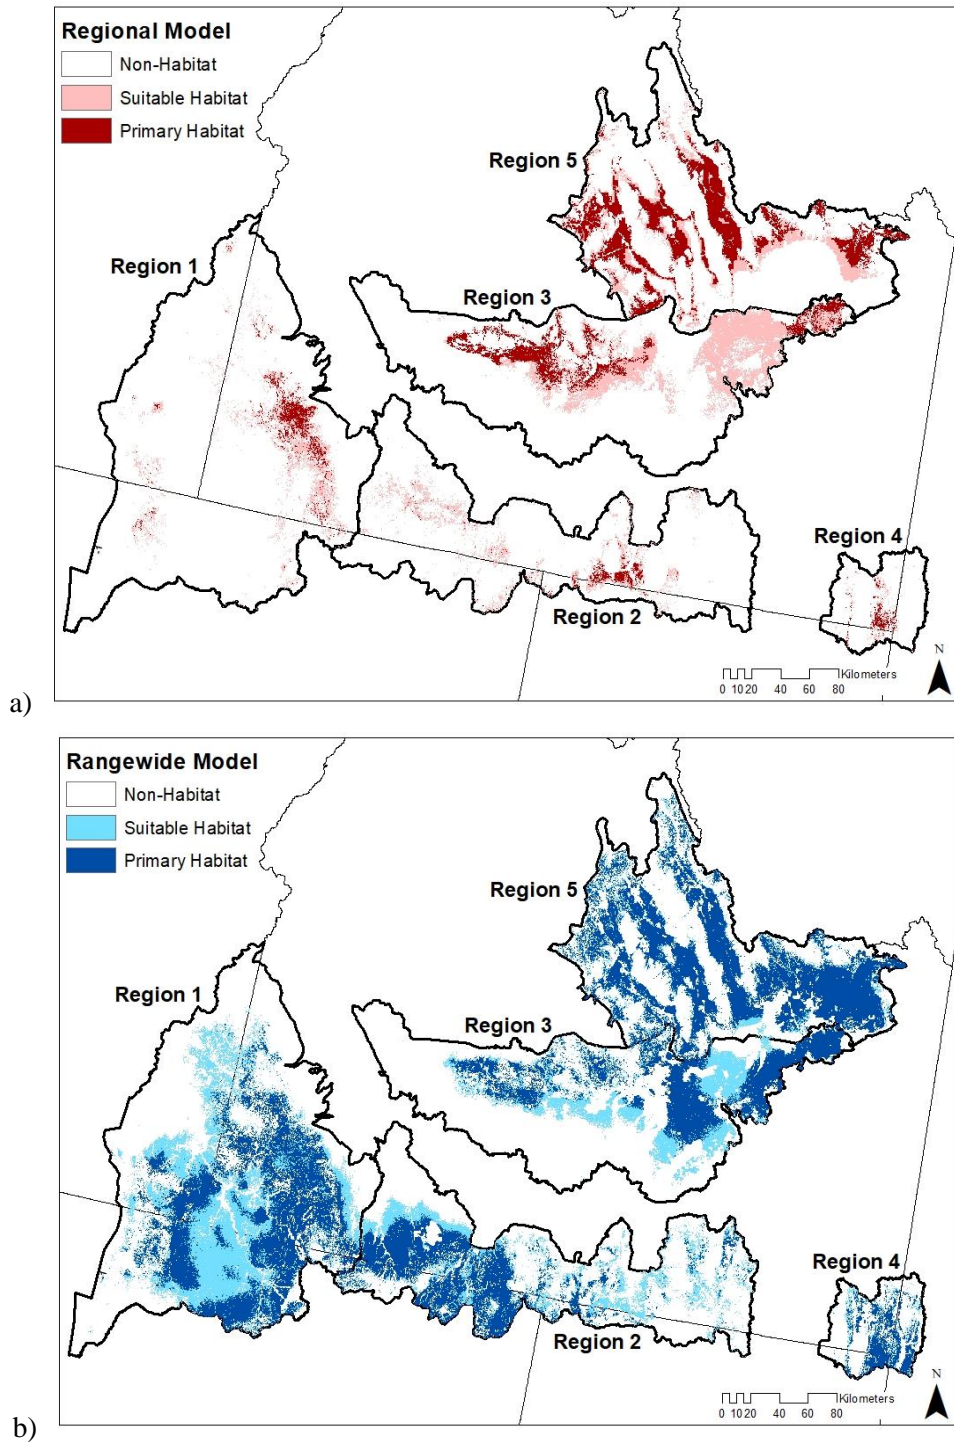 Regional Model
Non-Habitat
Suitable Habitat
Primary Habitat
Region 5
Region 1
Region 3
Region 4
Region 2
N
Kilometers
0 10 20 40 60 80
a)
Rangewide Model
Non-Habitat
Suitable Habitat
Primary Habitat
Region 5
Region 1
Region 3
Region 4
Region 2
N
Kilometers
0 10 20 40 60 80
b)